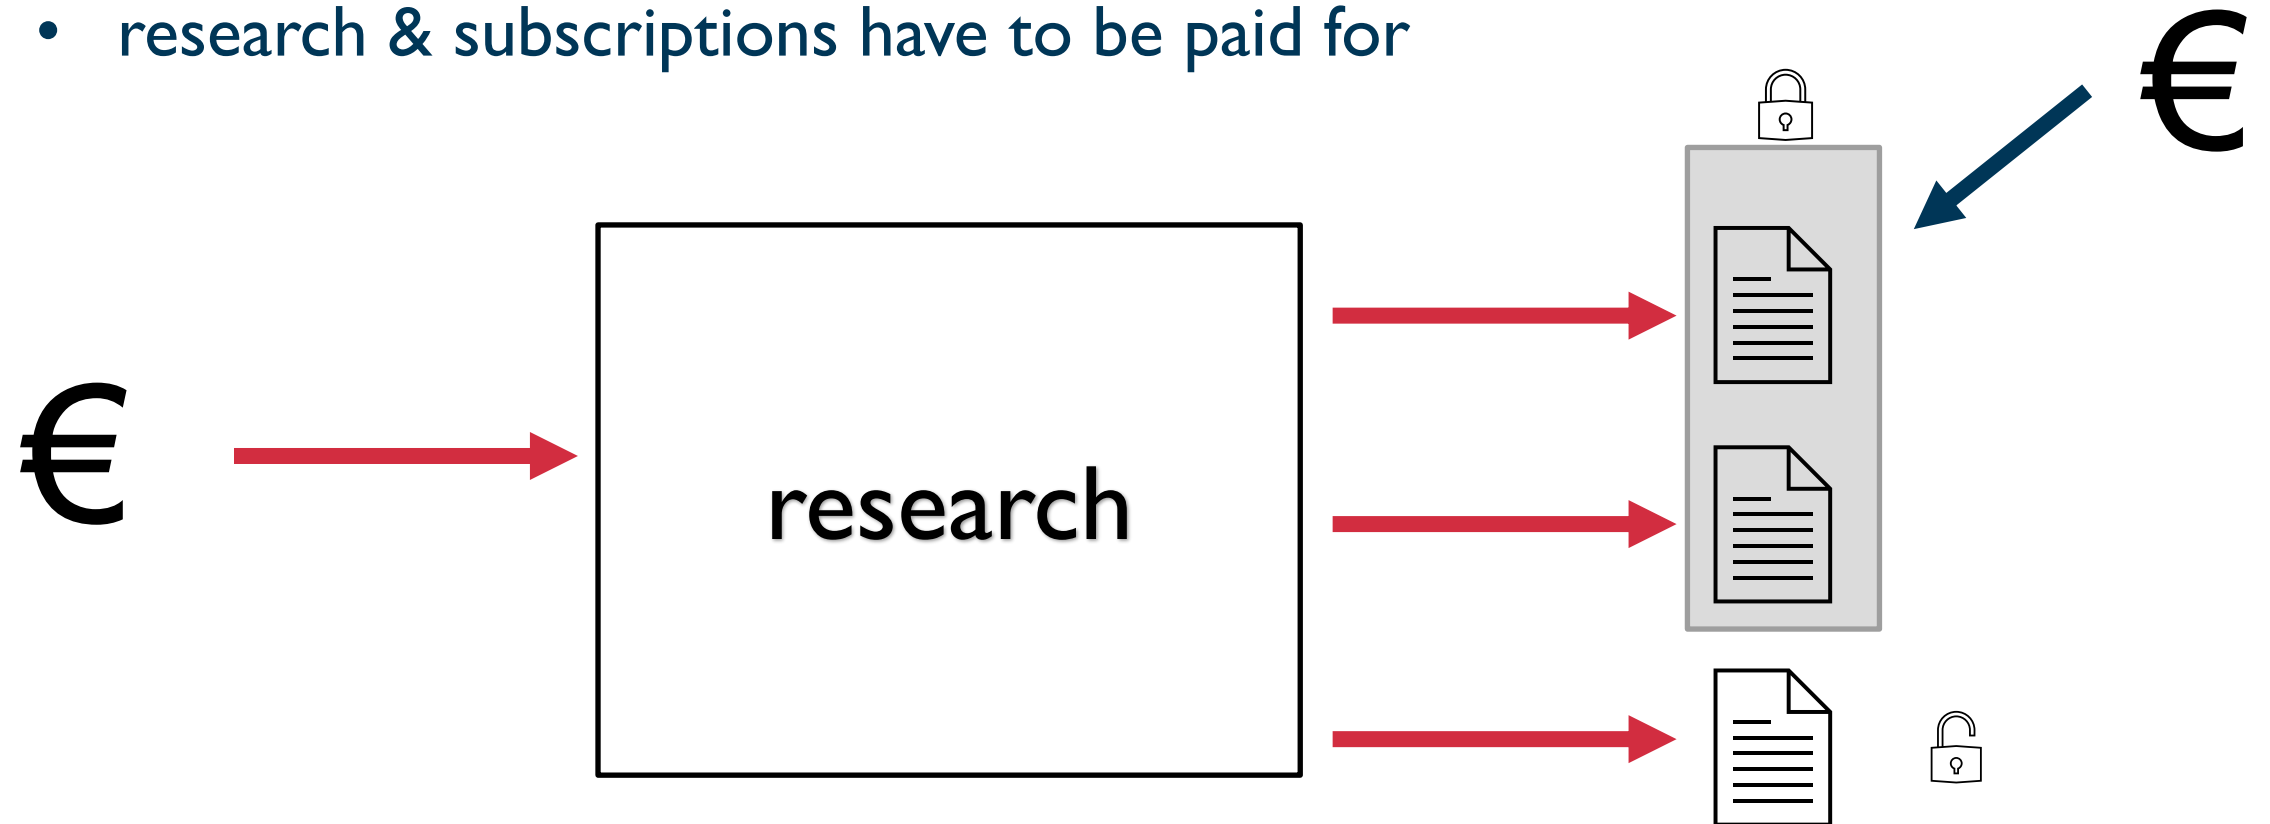 • research & subscriptions have to be paid for
€
€
research